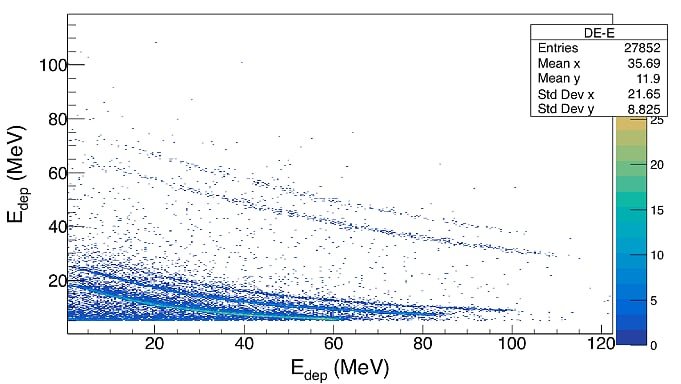 DE-E
Entries 27852
Mean x 35.69
Mean y 11.9
Std Dev x 21.65
Std Dev y 8.825
E_dep (MeV)
100
80
60
40
20
25
20
15
10
5
0
20 40 60 80 100 120
E_dep (MeV)